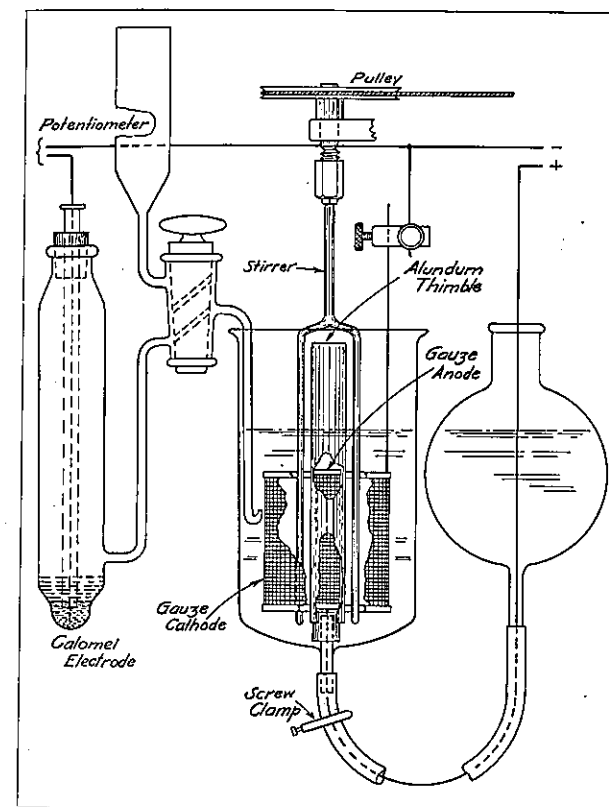 Pulley
Potentiometer
-
+
Stirrer
Alundum
Thimble
Gauze
Anode
Gauze
Cathode
Calomel
Electrode
Screw
Clamp